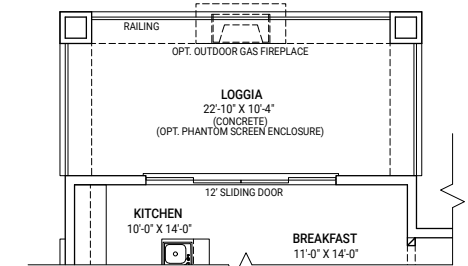 RAILING
OPT. OUTDOOR GAS FIREPLACE
LOGGIA
22'-10" X 10'-4"
(CONCRETE)
(OPT. PHANTOM SCREEN ENCLOSURE)
12' SLIDING DOOR
KITCHEN
10'-0" X 14'-0"
BREAKFAST
11'-0" X 14'-0"